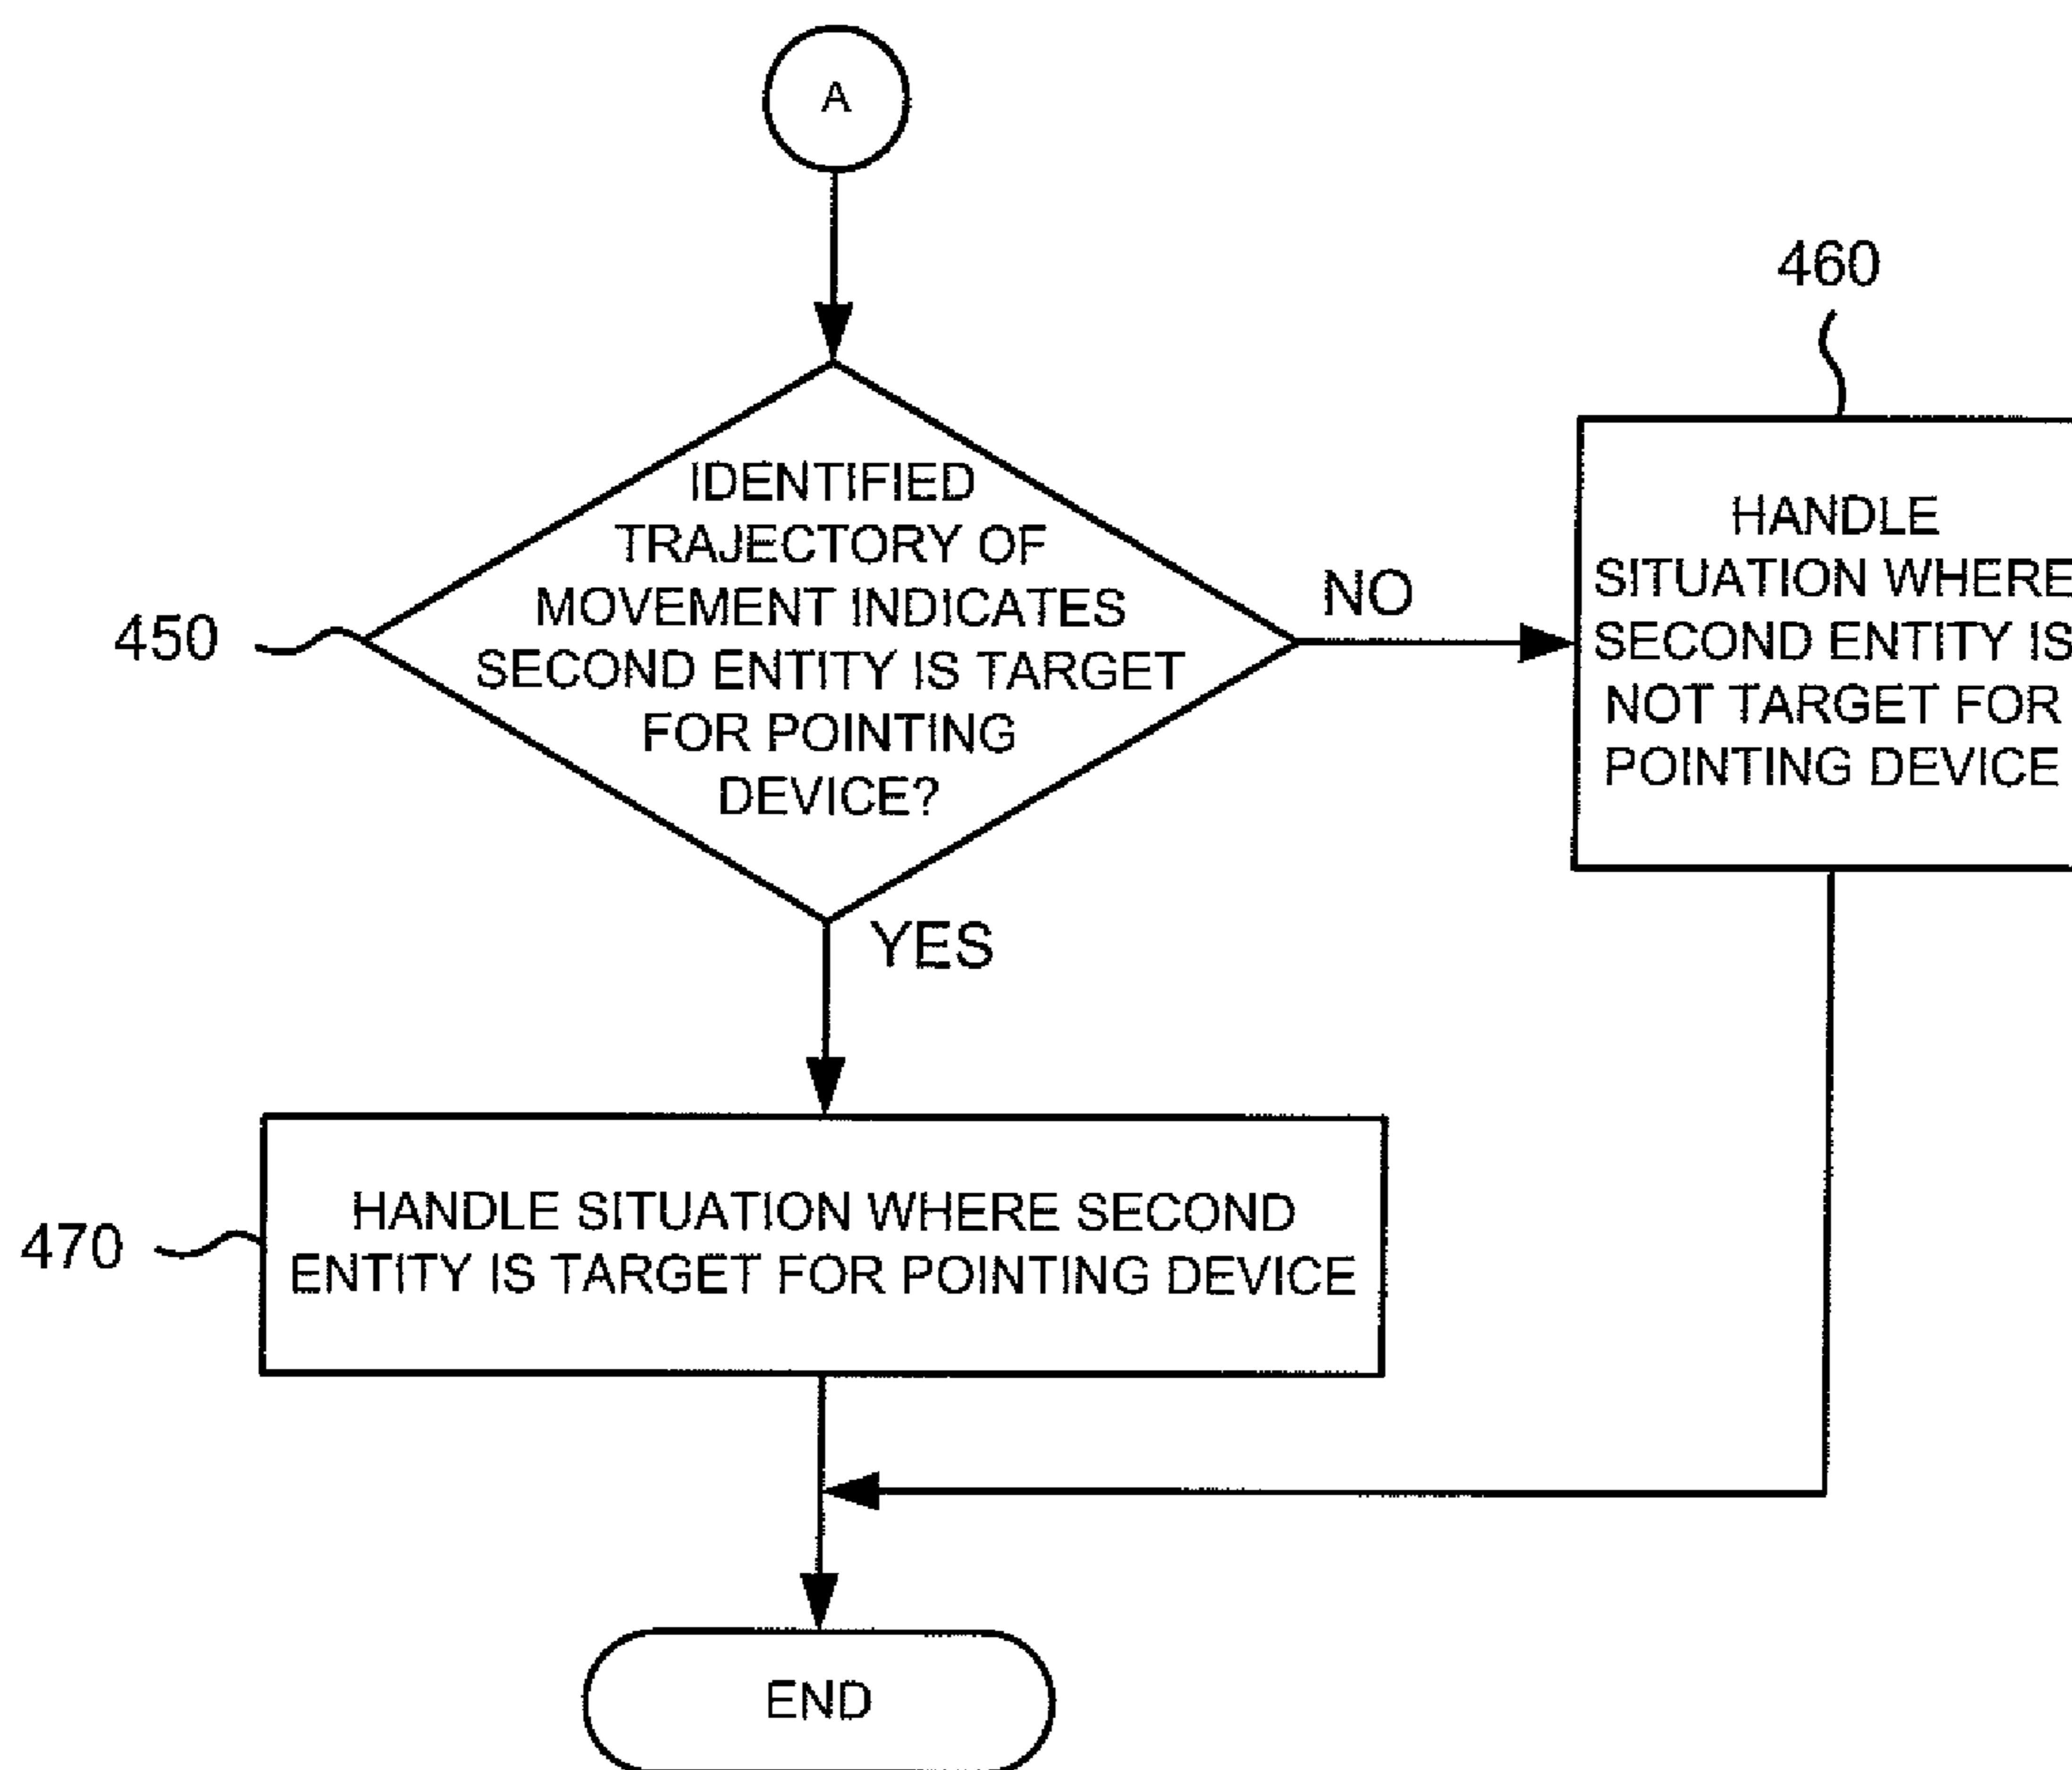 A
460
IDENTIFIED
TRAJECTORY OF
MOVEMENT INDICATES
SECOND ENTITY IS TARGET
FOR POINTING
DEVICE?
450
NO
HANDLE
SITUATION WHERE
SECOND ENTITY IS
NOT TARGET FOR
POINTING DEVICE
YES
470
HANDLE SITUATION WHERE SECOND
ENTITY IS TARGET FOR POINTING DEVICE
END